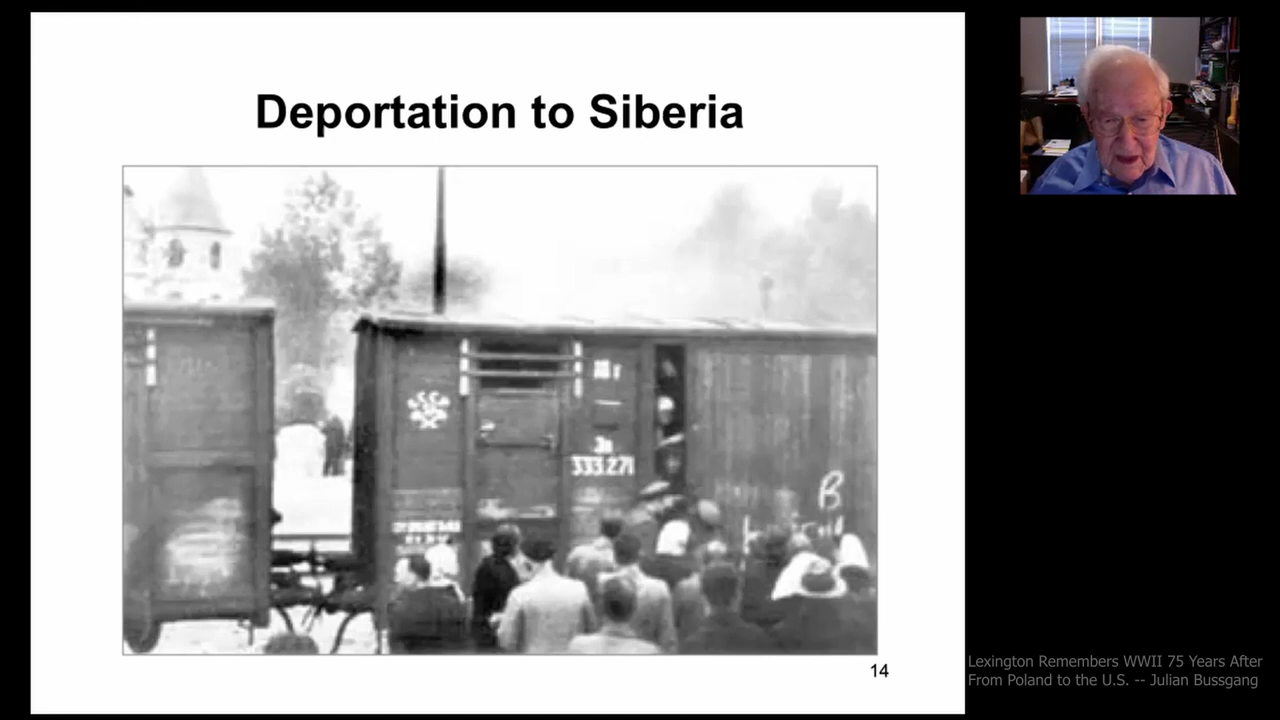 Deportation to Siberia
333.271
B
14
Lexington Remembers WWII 75 Years After
From Poland to the U.S. -- Julian Bussgang